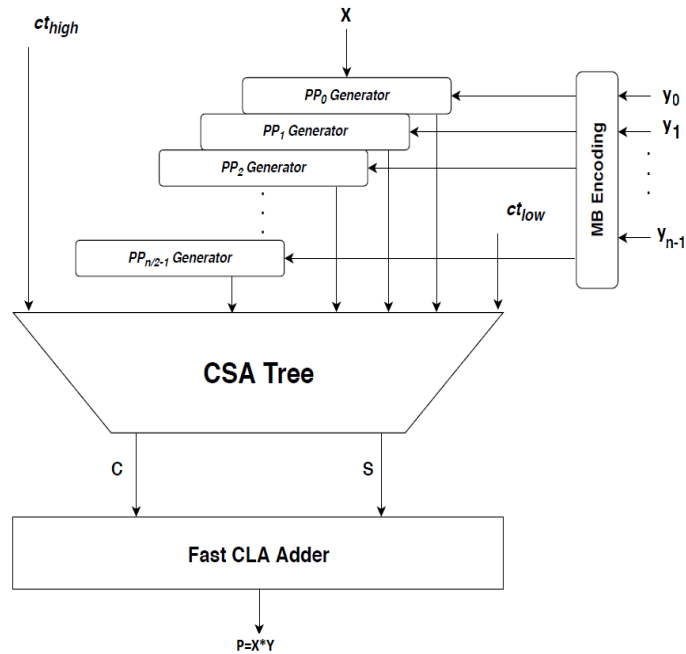 ct_high
X
PP_0 Generator
y_0
PP_1 Generator
y_1
PP_2 Generator
MB Encoding
ct_low
y_n-1
PP_n/2-1 Generator
CSA Tree
C
S
Fast CLA Adder
P=X*Y